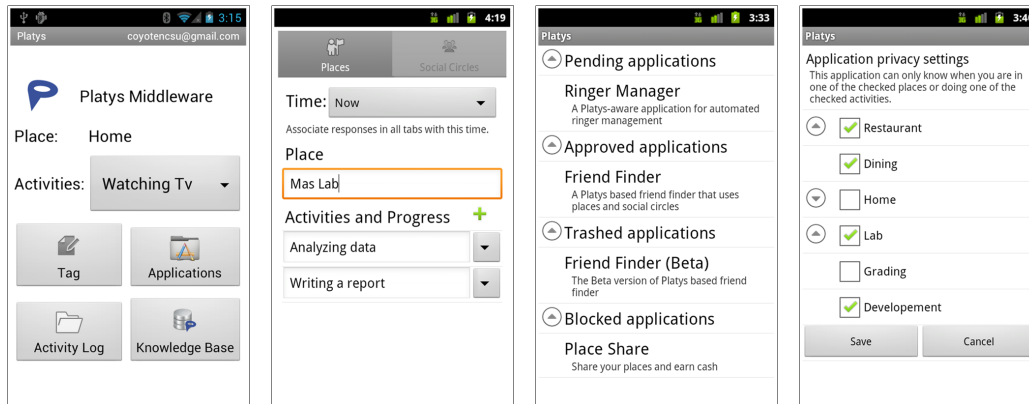 3:15
Platys coyotencsu@gmail.com
Platys Middleware
Place: Home
Activities: Watching Tv
Tag Applications
Activity Log Knowledge Base
4:19
Places Social Circles
Time: Now
Associate responses in all tabs with this time.
Place
Mas Lab
Activities and Progress
Analyzing data
Writing a report
3:33
Platys
Pending applications
Ringer Manager
A Platys-aware application for automated
ringer management
Approved applications
Friend Finder
A Platys based friend finder that uses
places and social circles
Trashed applications
Friend Finder (Beta)
The Beta version of Platys based friend
finder
Blocked applications
Place Share
Share your places and earn cash
Platys
Application privacy settings
This application can only know when you are in
one of the checked places or doing one of the
checked activities.
Restaurant
Dining
Home
Lab
Grading
Developement
Save Cancel